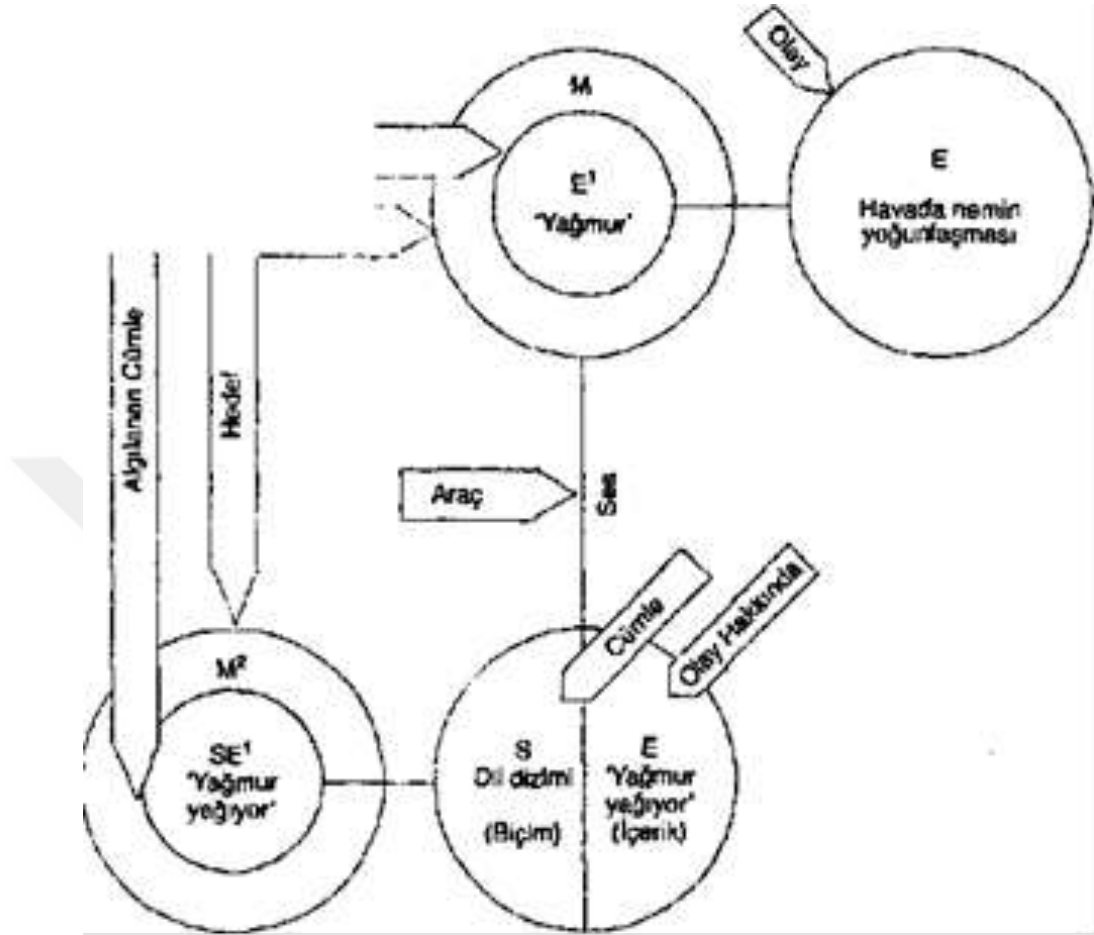 Olay
M
E¹
'Yağmur'
E
Havada nemin
yoğunlaşması
Algılanan Cümle
Hedef
Araç
Ses
Cümle
Olay Hakkında
M²
SE¹
'Yağmur
yağıyor'
S
Dil dizimi
(Biçim)
E
'Yağmur
yağıyor'
(İçerik)